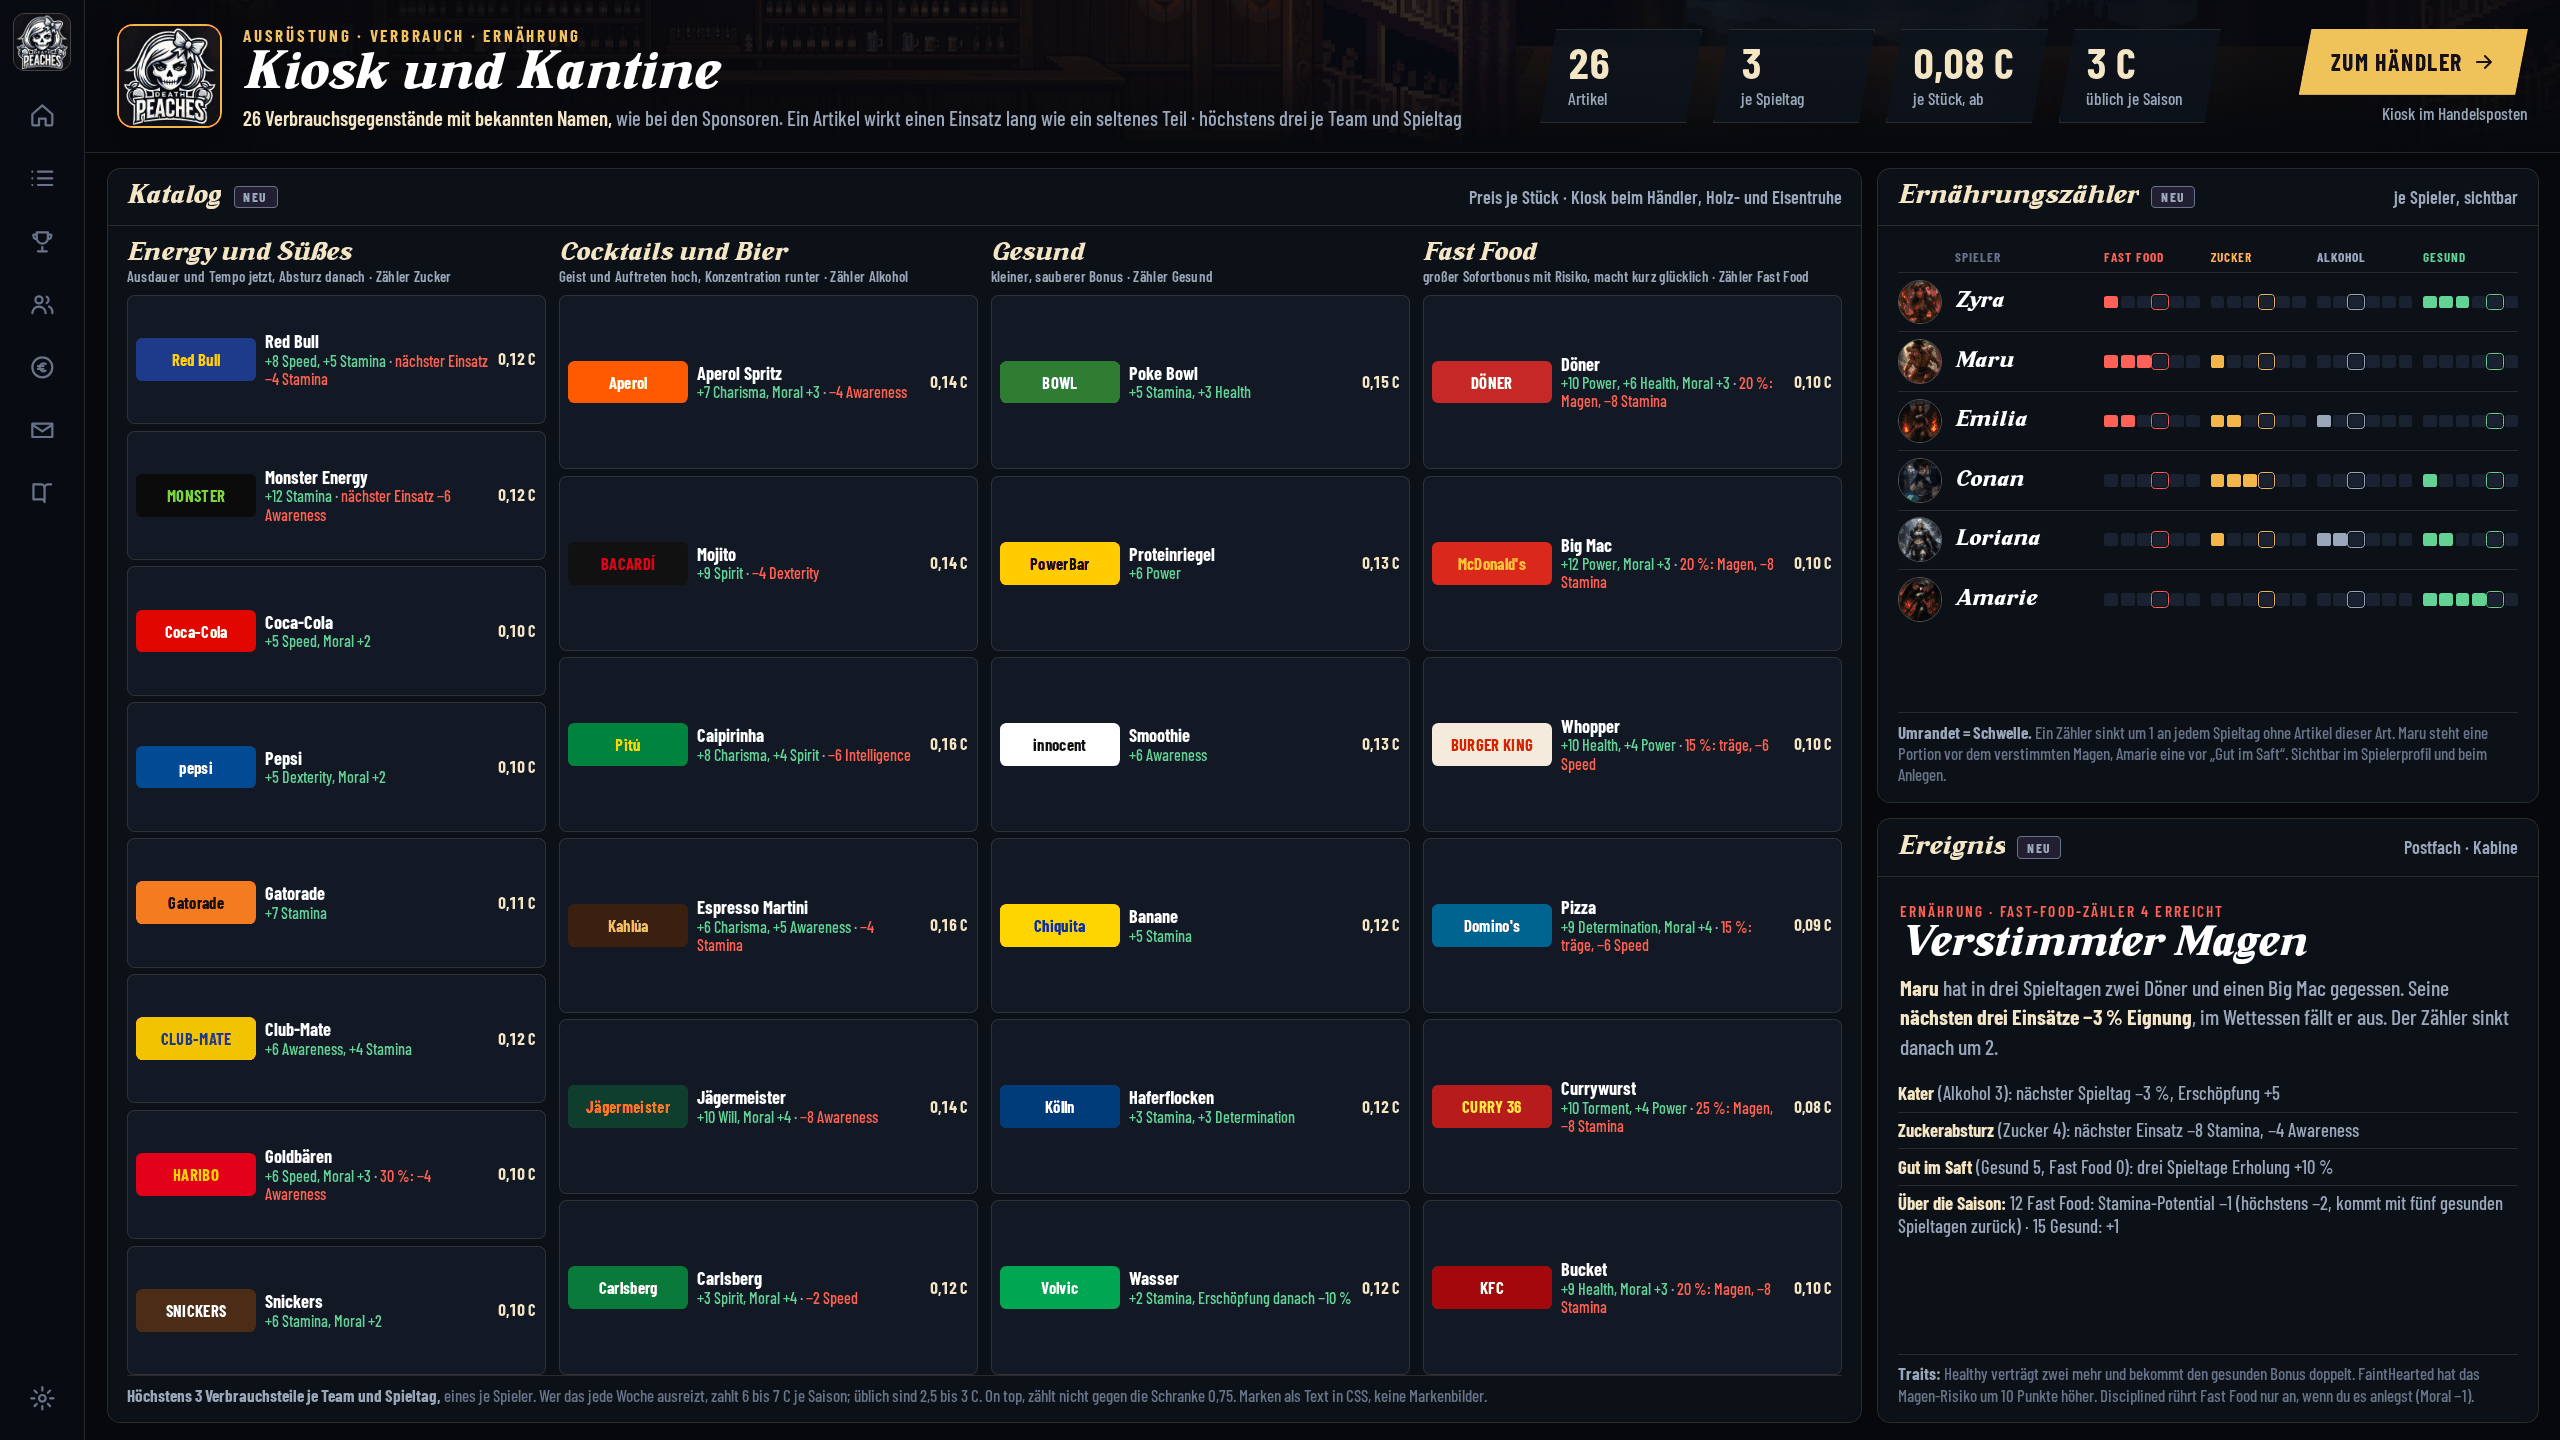 DEATH
PEACHES
DEATH
PEACHES
AUSRÜSTUNG · VERBRAUCH · ERNÄHRUNG
Kiosk und Kantine
26 Verbrauchsgegenstände mit bekannten Namen, wie bei den Sponsoren. Ein Artikel wirkt einen Einsatz lang wie ein seltenes Teil · höchstens drei je Team und Spieltag
26
Artikel
3
je Spieltag
0,08 C
je Stück, ab
3 C
üblich je Saison
ZUM HÄNDLER →
Kiosk im Handelsposten
Katalog NEU
Preis je Stück · Kiosk beim Händler, Holz- und Eisentruhe
Energy und Süßes
Ausdauer und Tempo jetzt, Absturz danach · Zähler Zucker
Red Bull
Red Bull
+8 Speed, +5 Stamina · nächster Einsatz
−4 Stamina
0,12 C
MONSTER
Monster Energy
+12 Stamina · nächster Einsatz −6
Awareness
0,12 C
Coca-Cola
Coca-Cola
+5 Speed, Moral +2
0,10 C
pepsi
Pepsi
+5 Dexterity, Moral +2
0,10 C
Gatorade
Gatorade
+7 Stamina
0,11 C
CLUB-MATE
Club-Mate
+6 Awareness, +4 Stamina
0,12 C
HARIBO
Goldbären
+6 Speed, Moral +3 · 30 %: −4
Awareness
0,10 C
SNICKERS
Snickers
+6 Stamina, Moral +2
0,10 C
Cocktails und Bier
Geist und Auftreten hoch, Konzentration runter · Zähler Alkohol
Aperol
Aperol Spritz
+7 Charisma, Moral +3 · −4 Awareness
0,14 C
BACARDÍ
Mojito
+9 Spirit · −4 Dexterity
0,14 C
Pitú
Caipirinha
+8 Charisma, +4 Spirit · −6 Intelligence
0,16 C
Kahlúa
Espresso Martini
+6 Charisma, +5 Awareness · −4
Stamina
0,16 C
Jägermeister
Jägermeister
+10 Will, Moral +4 · −8 Awareness
0,14 C
Carlsberg
Carlsberg
+3 Spirit, Moral +4 · −2 Speed
0,12 C
Gesund
kleiner, sauberer Bonus · Zähler Gesund
BOWL
Poke Bowl
+5 Stamina, +3 Health
0,15 C
PowerBar
Proteinriegel
+6 Power
0,13 C
innocent
Smoothie
+6 Awareness
0,13 C
Chiquita
Banane
+5 Stamina
0,12 C
Kölln
Haferflocken
+3 Stamina, +3 Determination
0,12 C
Volvic
Wasser
+2 Stamina, Erschöpfung danach −10 %
0,12 C
Fast Food
großer Sofortbonus mit Risiko, macht kurz glücklich · Zähler Fast Food
DÖNER
Döner
+10 Power, +6 Health, Moral +3 · 20 %:
Magen, −8 Stamina
0,10 C
McDonald's
Big Mac
+12 Power, Moral +3 · 20 %: Magen, −8
Stamina
0,10 C
BURGER KING
Whopper
+10 Health, +4 Power · 15 %: träge, −6
Speed
0,10 C
Domino's
Pizza
+9 Determination, Moral +4 · 15 %:
träge, −6 Speed
0,09 C
CURRY 36
Currywurst
+10 Torment, +4 Power · 25 %: Magen,
−8 Stamina
0,08 C
KFC
Bucket
+9 Health, Moral +3 · 20 %: Magen, −8
Stamina
0,10 C
Höchstens 3 Verbrauchsteile je Team und Spieltag, eines je Spieler. Wer das jede Woche ausreizt, zahlt 6 bis 7 C je Saison; üblich sind 2,5 bis 3 C. On top, zählt nicht gegen die Schranke 0,75. Marken als Text in CSS, keine Markenbilder.
Ernährungszähler NEU
je Spieler, sichtbar
SPIELER FAST FOOD ZUCKER ALKOHOL GESUND
Zyra
Maru
Emilia
Conan
Loriana
Amarie
Umrandet = Schwelle. Ein Zähler sinkt um 1 an jedem Spieltag ohne Artikel dieser Art. Maru steht eine
Portion vor dem verstimmten Magen, Amarie eine vor „Gut im Saft“. Sichtbar im Spielerprofil und beim
Anlegen.
Ereignis NEU
Postfach · Kabine
ERNÄHRUNG · FAST-FOOD-ZÄHLER 4 ERREICHT
Verstimmter Magen
Maru hat in drei Spieltagen zwei Döner und einen Big Mac gegessen. Seine
nächsten drei Einsätze −3 % Eignung, im Wettessen fällt er aus. Der Zähler sinkt
danach um 2.
Kater (Alkohol 3): nächster Spieltag −3 %, Erschöpfung +5
Zuckerabsturz (Zucker 4): nächster Einsatz −8 Stamina, −4 Awareness
Gut im Saft (Gesund 5, Fast Food 0): drei Spieltage Erholung +10 %
Über die Saison: 12 Fast Food: Stamina-Potential −1 (höchstens −2, kommt mit fünf gesunden
Spieltagen zurück) · 15 Gesund: +1
Traits: Healthy verträgt zwei mehr und bekommt den gesunden Bonus doppelt. FaintHearted hat das
Magen-Risiko um 10 Punkte höher. Disciplined rührt Fast Food nur an, wenn du es anlegst (Moral −1).